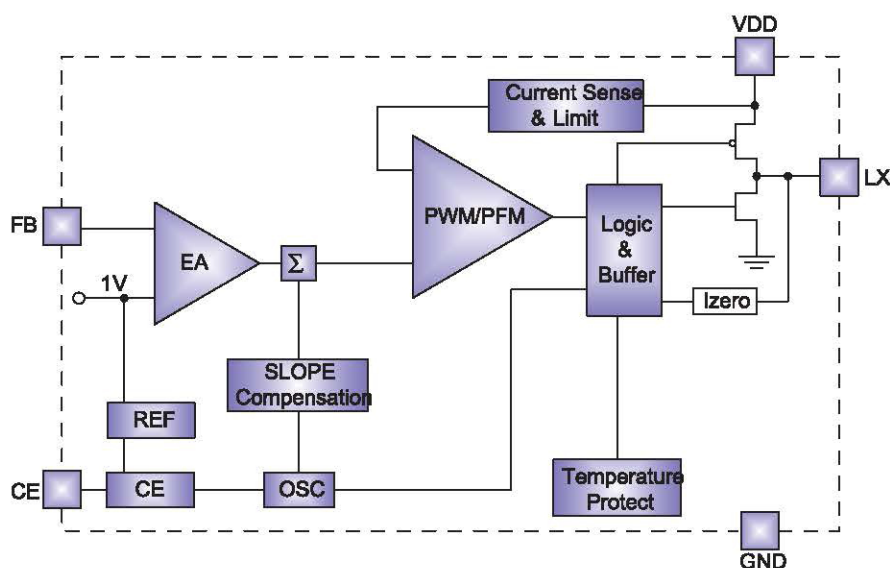 VDD
Current Sense
& Limit
LX
FB
PWM/PFM
Logic
&
Buffer
EA
Σ
1V
Izero
SLOPE
Compensation
REF
CE
CE
OSC
Temperature
Protect
GND